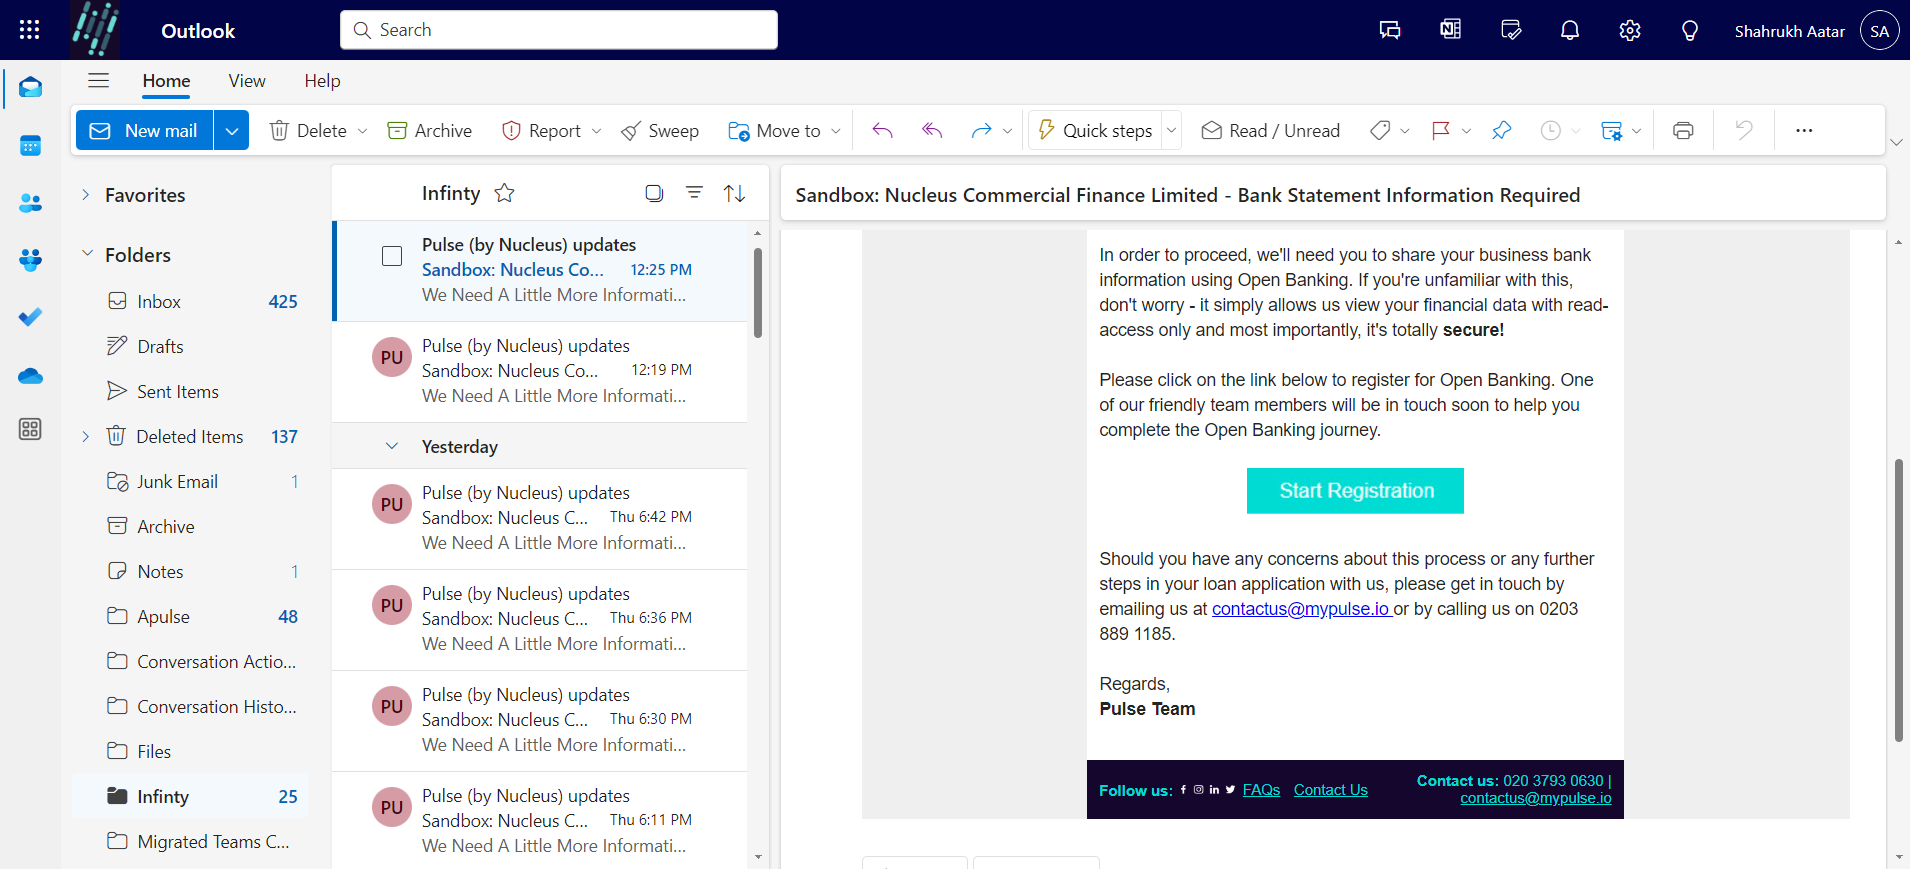 Outlook
Search
Shahrukh Aatar
SA
Home
View
Help
New mail
Delete
Archive
Report
Sweep
Move to
Quick steps
Read / Unread
Favorites
Folders
Inbox 425
Drafts
Sent Items
Deleted Items 137
Junk Email 1
Archive
Notes 1
Apulse 48
Conversation Actio...
Conversation Histo...
Files
Infinty 25
Migrated Teams C...
Infinty
Pulse (by Nucleus) updates
Sandbox: Nucleus Co... 12:25 PM
We Need A Little More Informati...
PU
Pulse (by Nucleus) updates
Sandbox: Nucleus Co... 12:19 PM
We Need A Little More Informati...
Yesterday
PU
Pulse (by Nucleus) updates
Sandbox: Nucleus C... Thu 6:42 PM
We Need A Little More Informati...
PU
Pulse (by Nucleus) updates
Sandbox: Nucleus C... Thu 6:36 PM
We Need A Little More Informati...
PU
Pulse (by Nucleus) updates
Sandbox: Nucleus C... Thu 6:30 PM
We Need A Little More Informati...
PU
Pulse (by Nucleus) updates
Sandbox: Nucleus C... Thu 6:11 PM
We Need A Little More Informati...
Sandbox: Nucleus Commercial Finance Limited - Bank Statement Information Required
In order to proceed, we'll need you to share your business bank
information using Open Banking. If you're unfamiliar with this,
don't worry - it simply allows us view your financial data with read-
access only and most importantly, it's totally secure!
Please click on the link below to register for Open Banking. One
of our friendly team members will be in touch soon to help you
complete the Open Banking journey.
Start Registration
Should you have any concerns about this process or any further
steps in your loan application with us, please get in touch by
emailing us at contactus@mypulse.io or by calling us on 0203
889 1185.
Regards,
Pulse Team
Follow us: FAQs Contact Us
Contact us: 020 3793 0630 |
contactus@mypulse.io